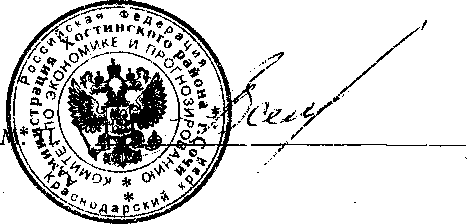 Российская Федерация
Краснодарский край
Администрация Хостинского района г. Сочи
КОМИТЕТ ПО ЭКОНОМИКЕ И ПРОГНОЗИРОВАНИЮ
М.